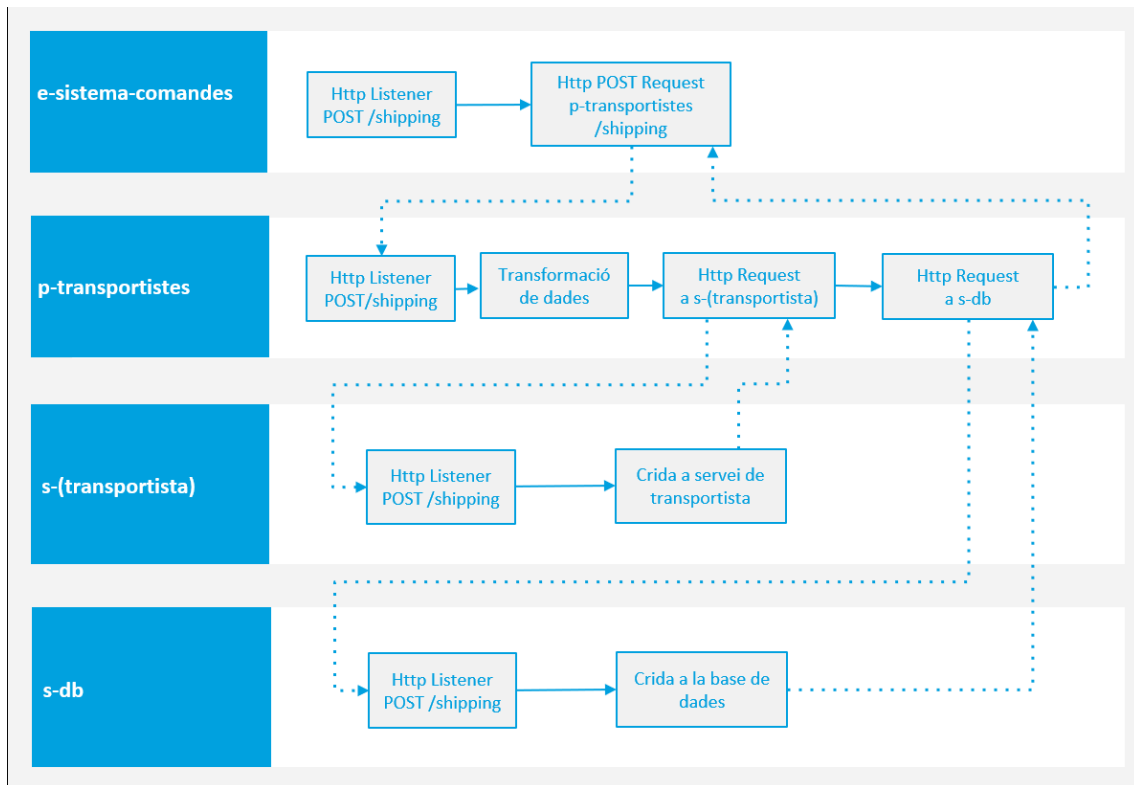 e-sistema-comandes
Http Listener
POST /shipping
Http POST Request
p-transportistes
/shipping
p-transportistes
Http Listener
POST/shipping
Transformació
de dades
Http Request
a s-(transportista)
Http Request
a s-db
s-(transportista)
Http Listener
POST /shipping
Crida a servei de
transportista
s-db
Http Listener
POST /shipping
Crida a la base de
dades